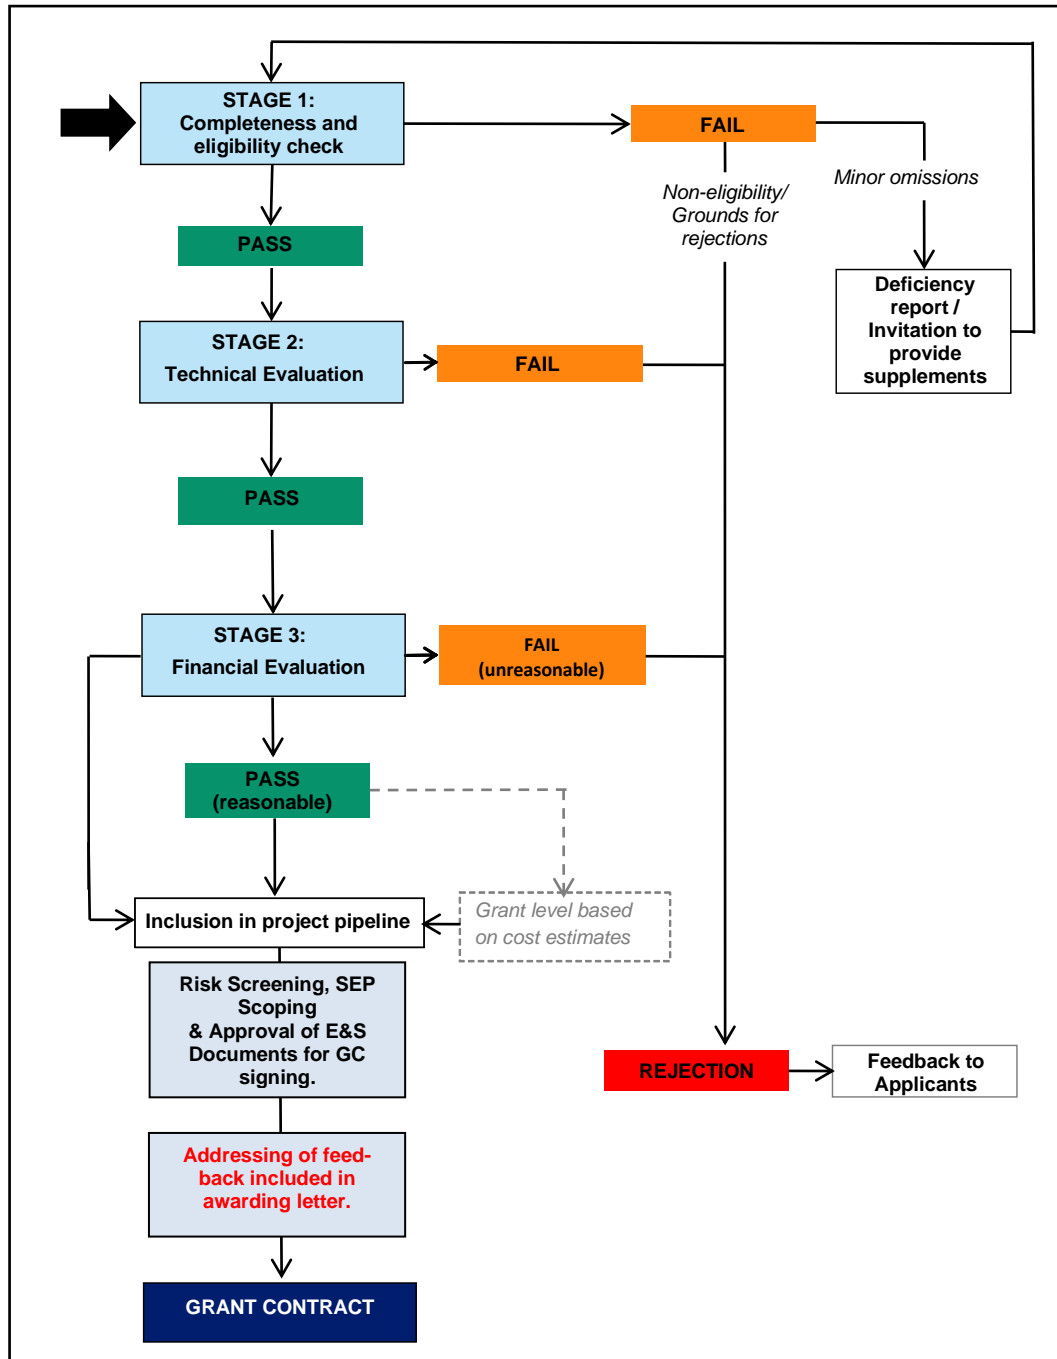 STAGE 1:
Completeness and
eligibility check
FAIL
Non-eligibility/
Grounds for
rejections
Minor omissions
PASS
Deficiency
report /
Invitation to
provide
supplements
STAGE 2:
Technical Evaluation
FAIL
PASS
STAGE 3:
Financial Evaluation
FAIL
(unreasonable)
PASS
(reasonable)
Inclusion in project pipeline
Grant level based
on cost estimates
Risk Screening, SEP
Scoping
& Approval of E&S
Documents for GC
signing.
REJECTION
Feedback to
Applicants
Addressing of feed-
back included in
awarding letter.
GRANT CONTRACT